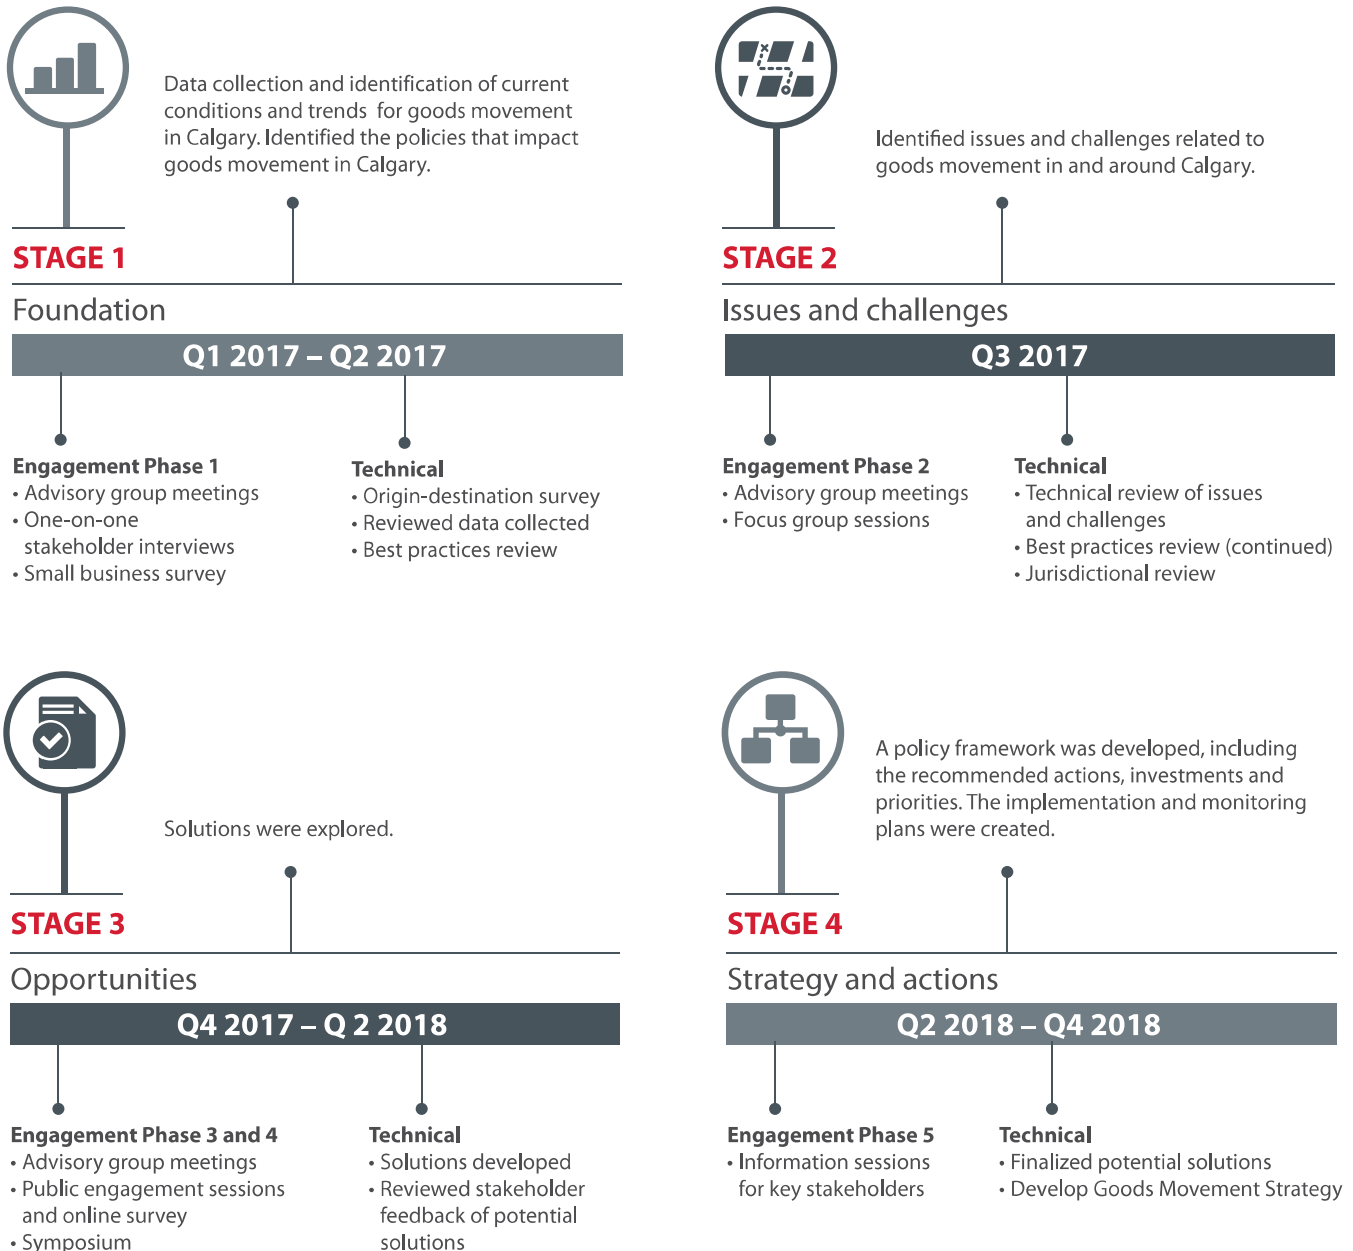 Data collection and identification of current
conditions and trends for goods movement
in Calgary. Identified the policies that impact
goods movement in Calgary.
STAGE 1
Foundation
Q1 2017 – Q2 2017
Engagement Phase 1
• Advisory group meetings
• One-on-one
stakeholder interviews
• Small business survey
Technical
• Origin-destination survey
• Reviewed data collected
• Best practices review
Identified issues and challenges related to
goods movement in and around Calgary.
STAGE 2
Issues and challenges
Q3 2017
Engagement Phase 2
• Advisory group meetings
• Focus group sessions
Technical
• Technical review of issues
and challenges
• Best practices review (continued)
• Jurisdictional review
Solutions were explored.
STAGE 3
Opportunities
Q4 2017 – Q 2 2018
Engagement Phase 3 and 4
• Advisory group meetings
• Public engagement sessions
and online survey
• Symposium
Technical
• Solutions developed
• Reviewed stakeholder
feedback of potential
solutions
A policy framework was developed, including
the recommended actions, investments and
priorities. The implementation and monitoring
plans were created.
STAGE 4
Strategy and actions
Q2 2018 – Q4 2018
Engagement Phase 5
• Information sessions
for key stakeholders
Technical
• Finalized potential solutions
• Develop Goods Movement Strategy